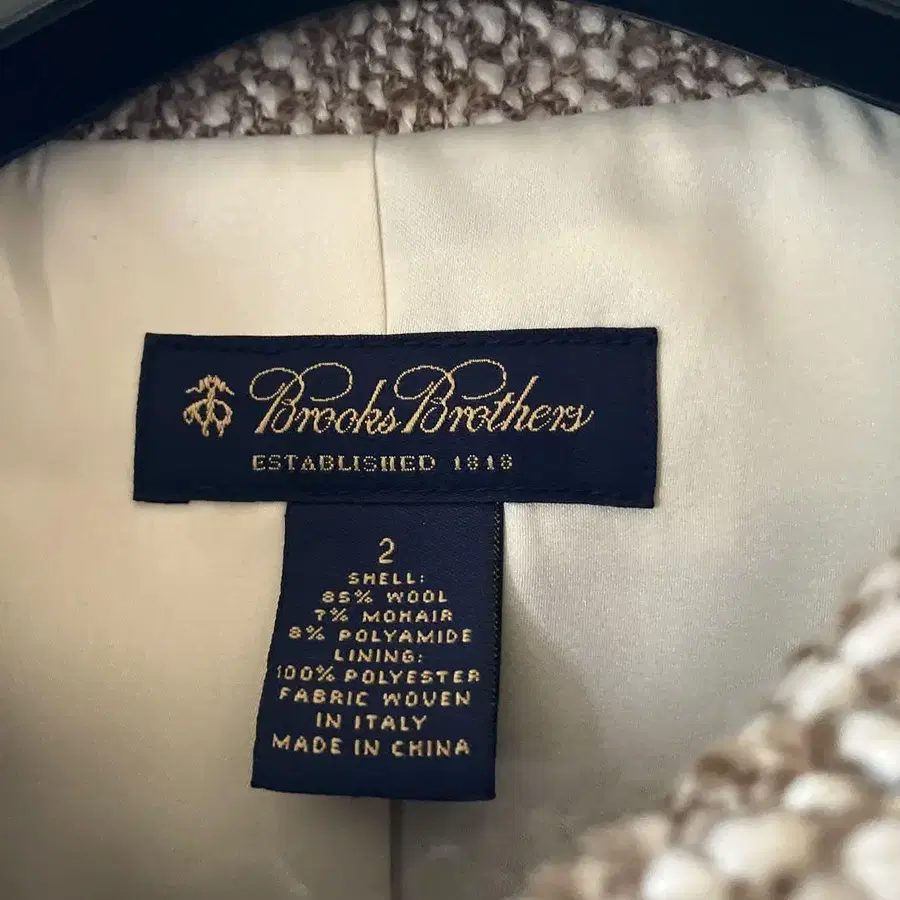 Brooks Brothers
ESTABLISHED 1818
2
SHELL:
85% WOOL
7% MOHAIR
8% POLYAMIDE
LINING:
100% POLYESTER
FABRIC WOVEN
IN ITALY
MADE IN CHINA